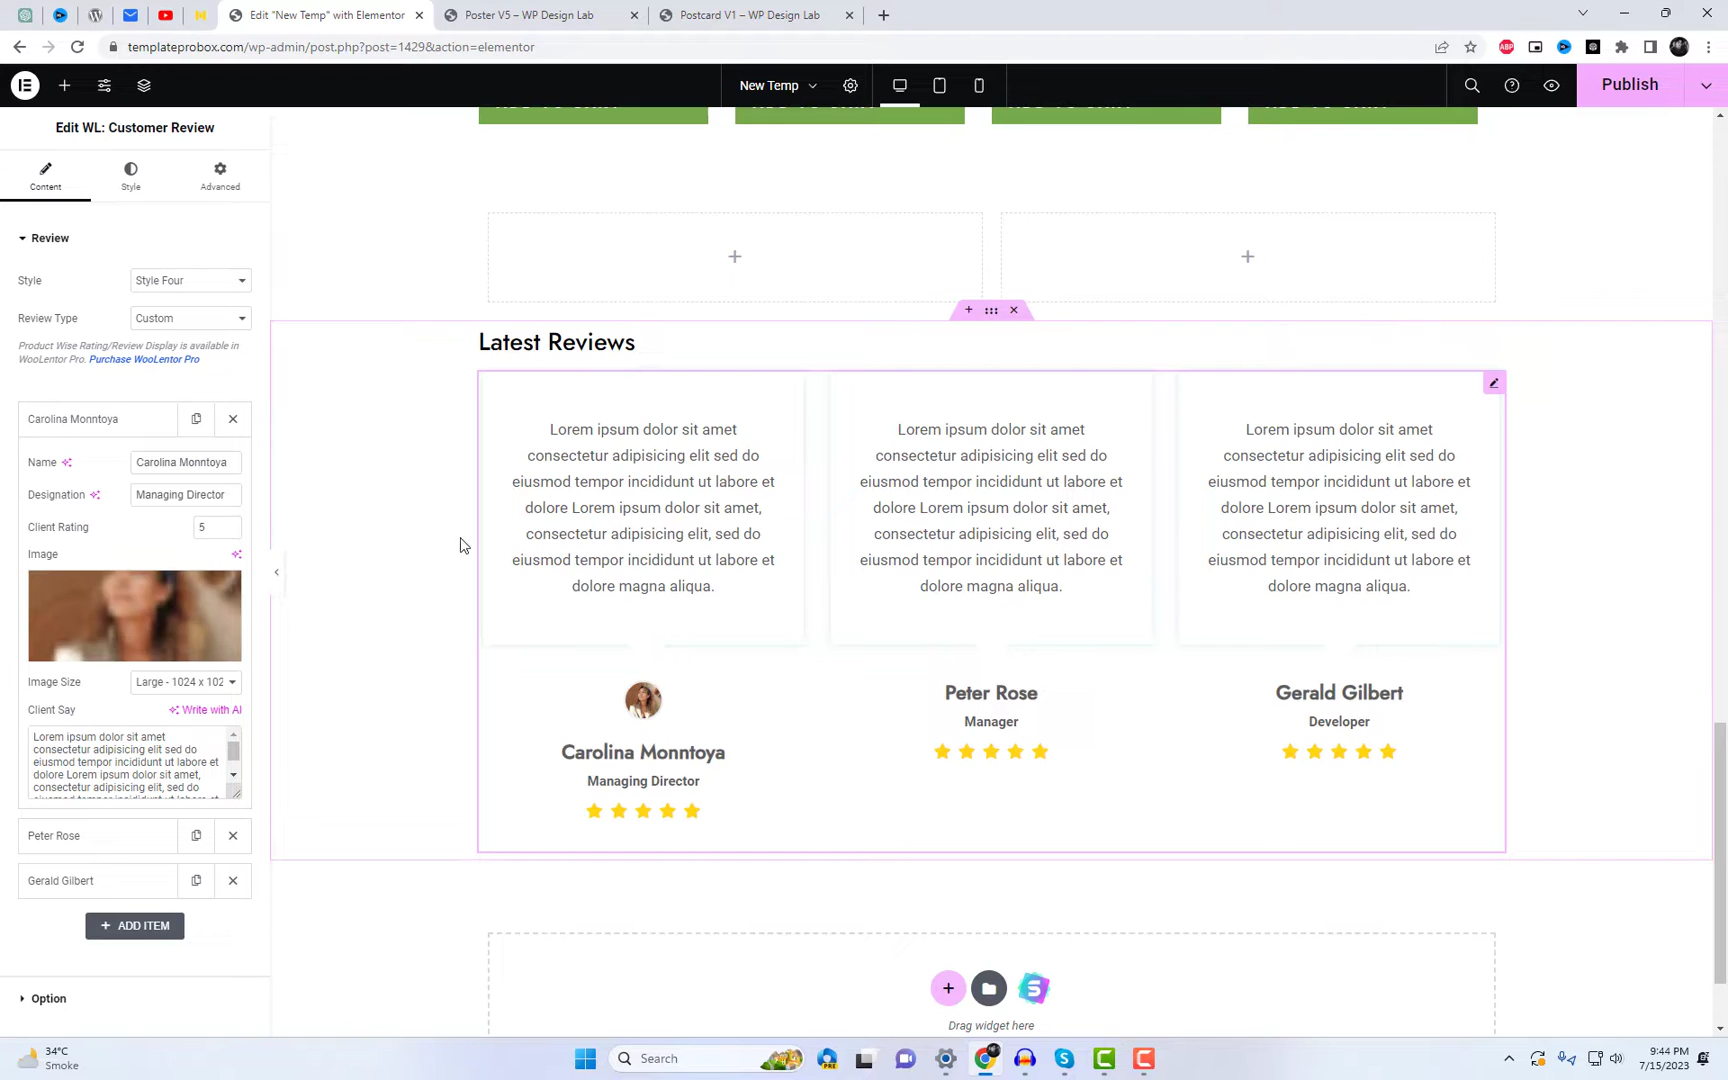 Edit "New Temp" with Elementor
Poster V5 – WP Design Lab
Postcard V1 – WP Design Lab
templateprobox.com/wp-admin/post.php?post=1429&action=elementor
ABP
New Temp
Publish
Edit WL: Customer Review
Content
Style
Advanced
Review
Style
Style Four
Review Type
Custom
Product Wise Rating/Review Display is available in
WooLentor Pro. Purchase WooLentor Pro
Carolina Monntoya
Name
Carolina Monntoya
Designation
Managing Director
Client Rating
5
Image
Image Size
Large - 1024 x 102
Client Say
Write with AI
Lorem ipsum dolor sit amet
consectetur adipisicing elit sed do
eiusmod tempor incididunt ut labore et
dolore Lorem ipsum dolor sit amet,
consectetur adipisicing elit, sed do
eiusmod tempor incididunt ut labore et
Peter Rose
Gerald Gilbert
ADD ITEM
Option
Latest Reviews
Lorem ipsum dolor sit amet
consectetur adipisicing elit sed do
eiusmod tempor incididunt ut labore et
dolore Lorem ipsum dolor sit amet,
consectetur adipisicing elit, sed do
eiusmod tempor incididunt ut labore et
dolore magna aliqua.
Carolina Monntoya
Managing Director
Lorem ipsum dolor sit amet
consectetur adipisicing elit sed do
eiusmod tempor incididunt ut labore et
dolore Lorem ipsum dolor sit amet,
consectetur adipisicing elit, sed do
eiusmod tempor incididunt ut labore et
dolore magna aliqua.
Peter Rose
Manager
Lorem ipsum dolor sit amet
consectetur adipisicing elit sed do
eiusmod tempor incididunt ut labore et
dolore Lorem ipsum dolor sit amet,
consectetur adipisicing elit, sed do
eiusmod tempor incididunt ut labore et
dolore magna aliqua.
Gerald Gilbert
Developer
Drag widget here
34°C
Smoke
Search
PRE
9:44 PM
7/15/2023